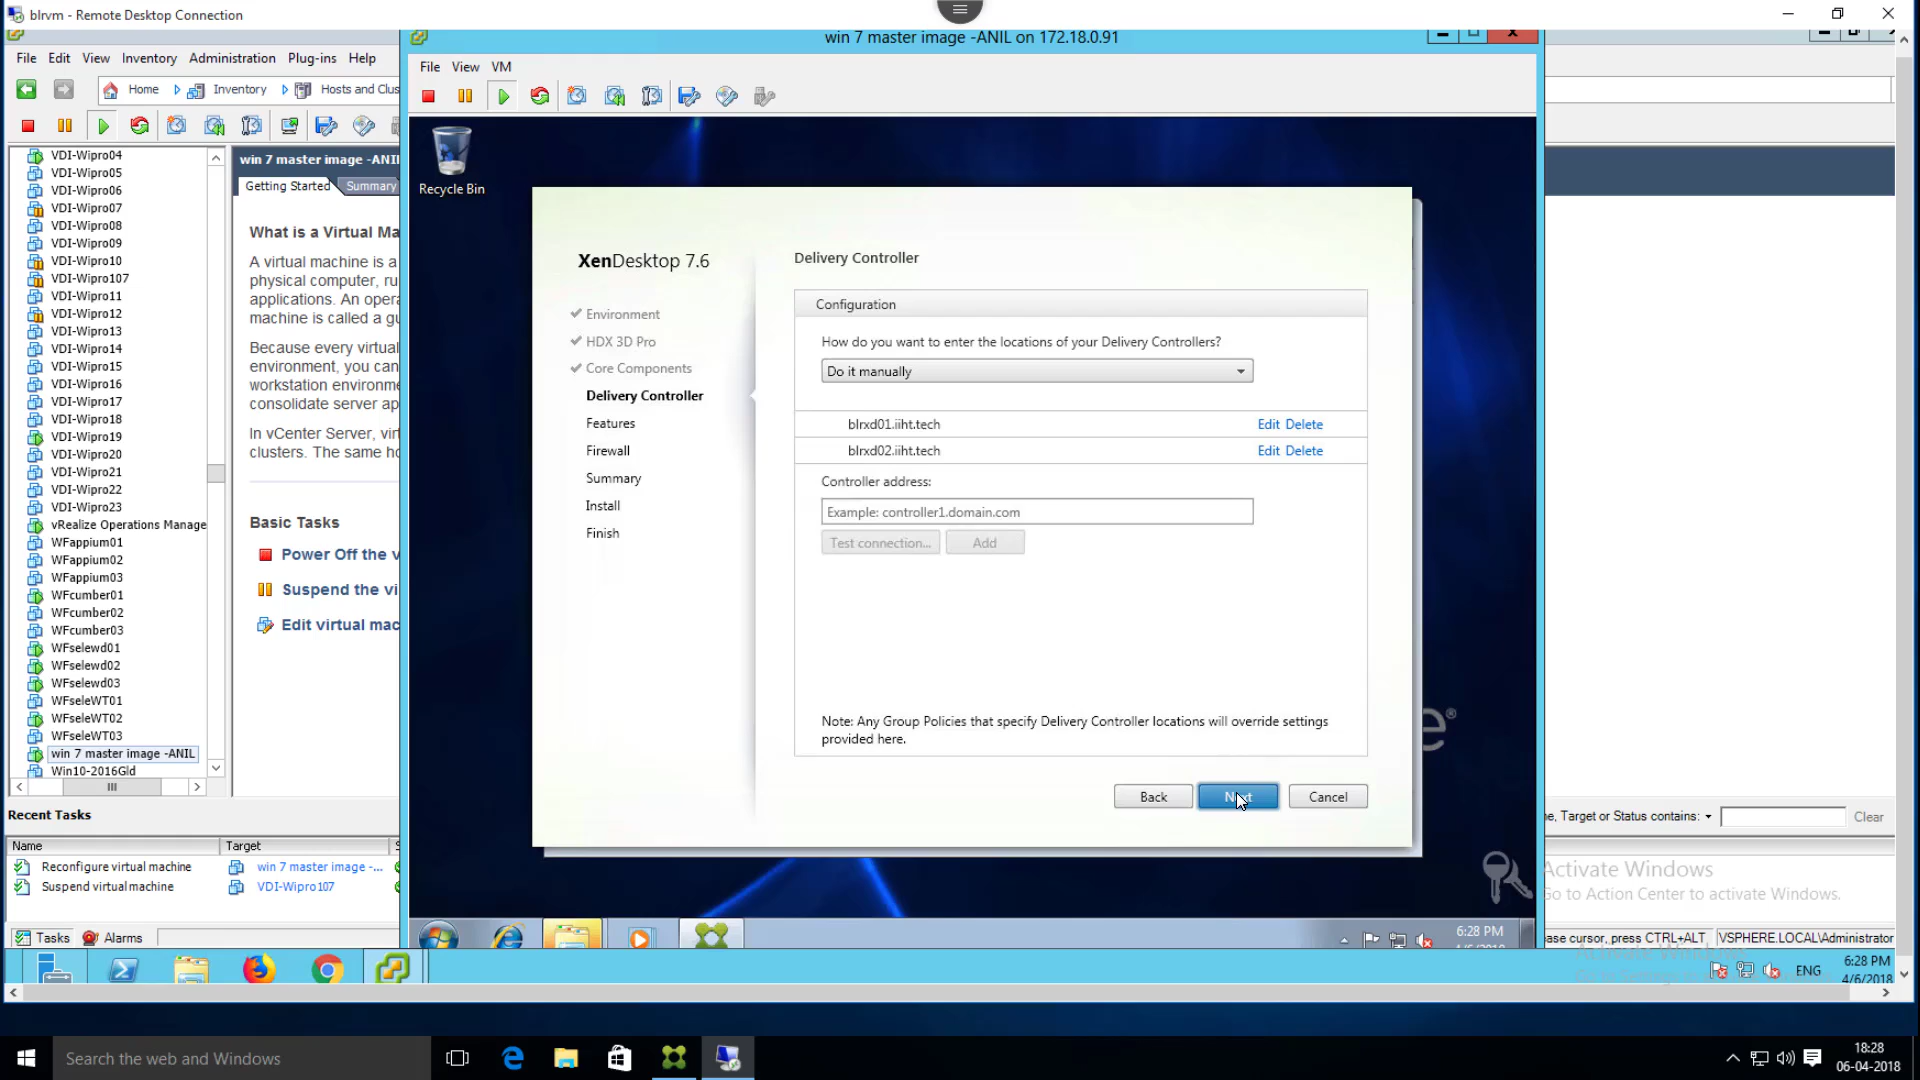 blrvm - Remote Desktop Connection
win 7 master image -ANIL on 172.18.0.91
File Edit View Inventory Administration Plug-ins Help
File View VM
Home Inventory Hosts and Clus
VDI-Wipro04
VDI-Wipro05
VDI-Wipro06
VDI-Wipro07
VDI-Wipro08
VDI-Wipro09
VDI-Wipro10
VDI-Wipro107
VDI-Wipro11
VDI-Wipro12
VDI-Wipro13
VDI-Wipro14
VDI-Wipro15
VDI-Wipro16
VDI-Wipro17
VDI-Wipro18
VDI-Wipro19
VDI-Wipro20
VDI-Wipro21
VDI-Wipro22
VDI-Wipro23
vRealize Operations Manage
WFappium01
WFappium02
WFappium03
WFcumber01
WFcumber02
WFcumber03
WFselewd01
WFselewd02
WFselewd03
WFseleWT01
WFseleWT02
WFseleWT03
win 7 master image -ANIL
Win10-2016Gld
win 7 master image -ANIL
Getting Started Summary
What is a Virtual Ma
A virtual machine is a
physical computer, ru
applications. An opera
machine is called a gu
Because every virtual
environment, you can
workstation environme
consolidate server ap
In vCenter Server, virt
clusters. The same ho
Basic Tasks
Power Off the v
Suspend the vi
Edit virtual mac
Recycle Bin
XenDesktop 7.6
Environment
HDX 3D Pro
Core Components
Delivery Controller
Features
Firewall
Summary
Install
Finish
Delivery Controller
Configuration
How do you want to enter the locations of your Delivery Controllers?
Do it manually
blrxd01.iiht.tech Edit Delete
blrxd02.iiht.tech Edit Delete
Controller address:
Example: controller1.domain.com
Test connection... Add
Note: Any Group Policies that specify Delivery Controller locations will override settings
provided here.
Back Next Cancel
Recent Tasks
Name Target
Reconfigure virtual machine win 7 master image -...
Suspend virtual machine VDI-Wipro107
Tasks Alarms
e, Target or Status contains: Clear
Activate Windows
Go to Action Center to activate Windows.
6:28 PM
4/6/2018
ase cursor, press CTRL+ALT VSPHERE.LOCAL\Administrator
ENG
6:28 PM
4/6/2018
Search the web and Windows
18:28
06-04-2018